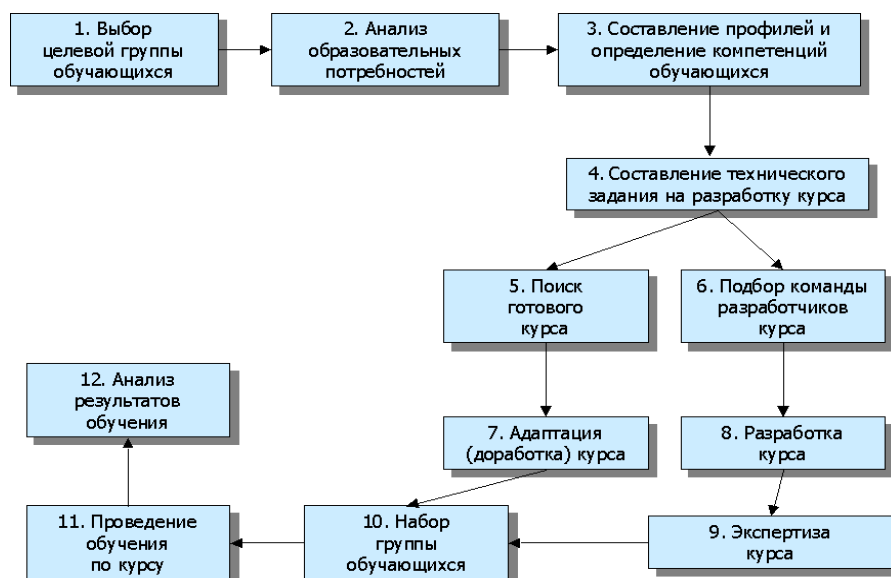 1. Выбор
целевой группы
обучающихся
2. Анализ
образовательных
потребностей
3. Составление профилей и
определение компетенций
обучающихся
4. Составление технического
задания на разработку курса
5. Поиск
готового
курса
6. Подбор команды
разработчиков
курса
12. Анализ
результатов
обучения
7. Адаптация
(доработка) курса
8. Разработка
курса
11. Проведение
обучения
по курсу
10. Набор
группы
обучающихся
9. Экспертиза
курса